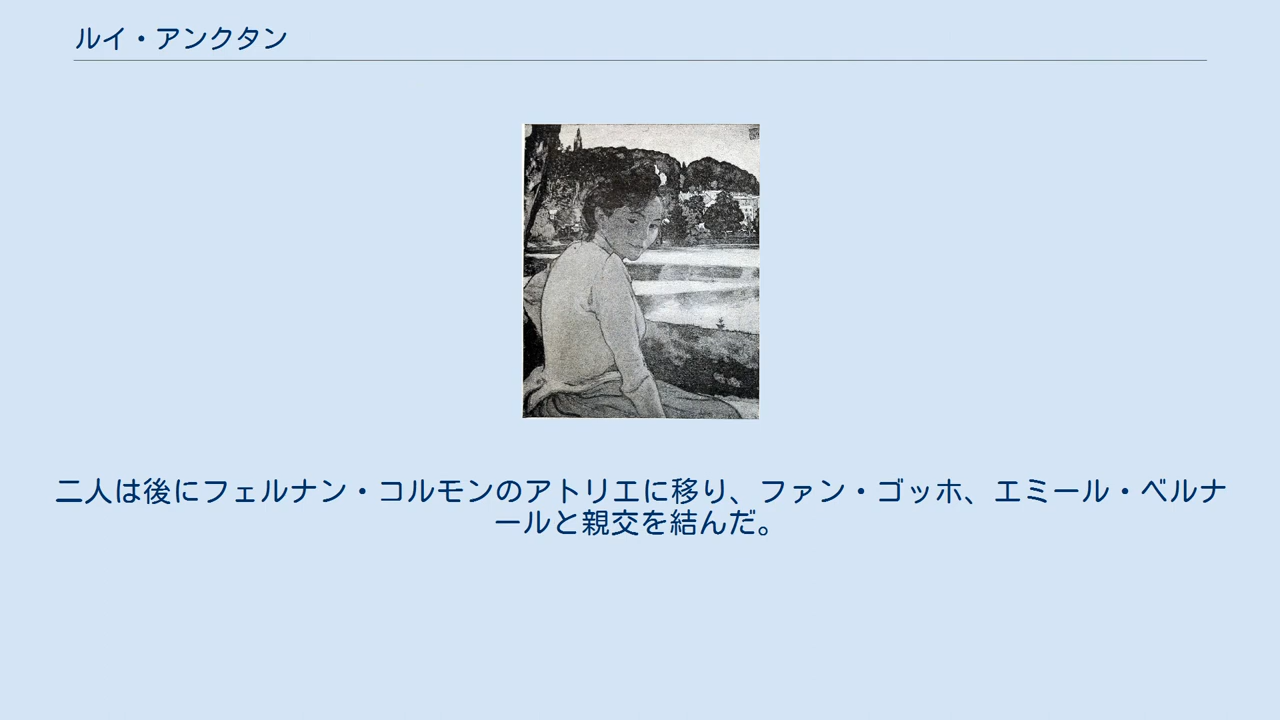 ルイ・アンクタン
二人は後にフェルナン・コルモンのアトリエに移り、ファン・ゴッホ、エミール・ベルナ
ールと親交を結んだ。